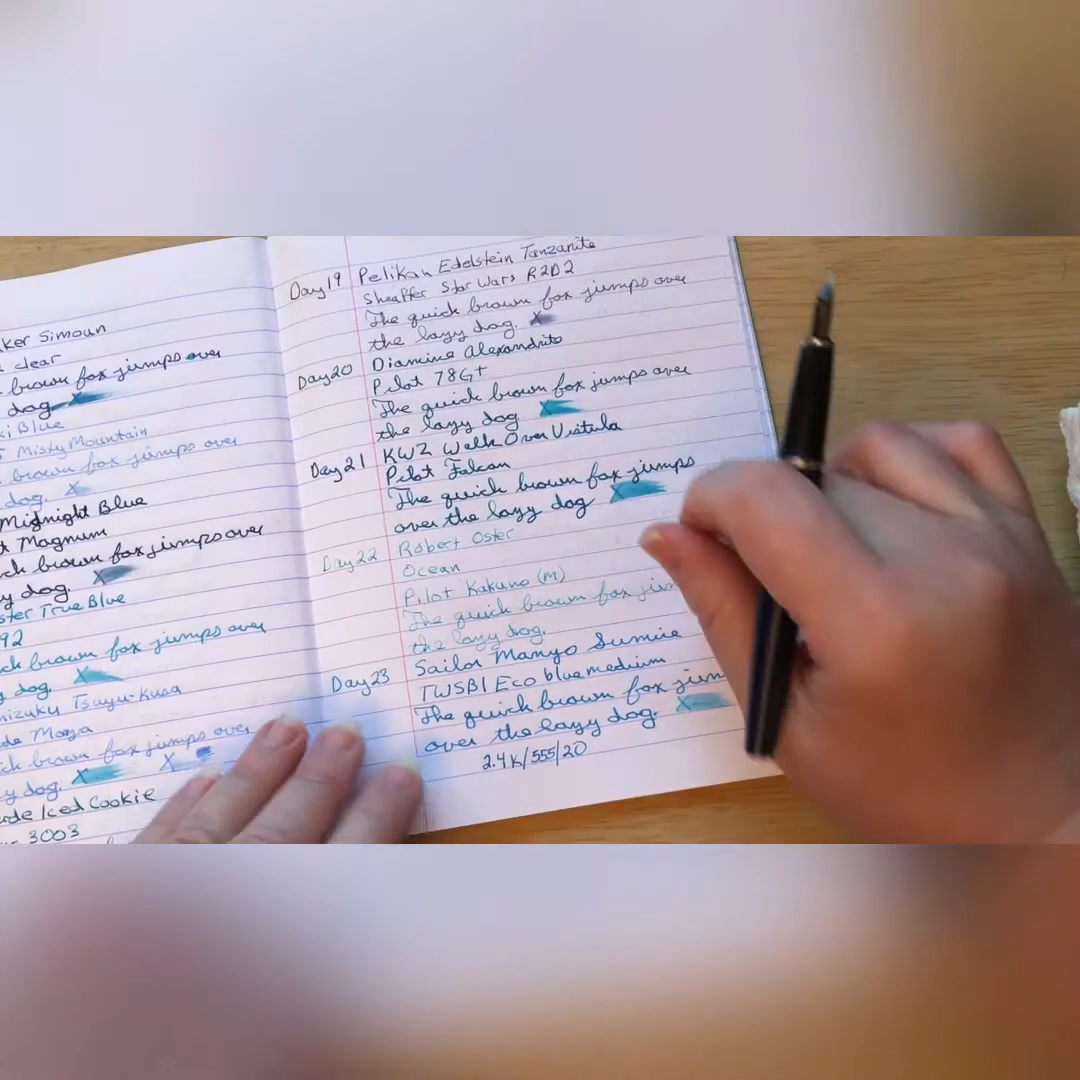 Simoun
clear
brown fox jumps over
dog.
Blue
Misty Mountain
brown fox jumps over
dog.
Midnight Blue
Magnum
brown fox jumps over
dog.
True Blue
92
brown fox jumps over
dog.
Tsuyu-Kusa
Maya
brown fox jumps over
dog.
Iced Cookie
3003
Day 19 Pelikan Edelstein Tanzanite
Sheaffer Star Wars R2D2
The quick brown fox jumps over
the lazy dog. X
Day 20 Diamine Alexandrite
Pilot 78G+
The quick brown fox jumps over
the lazy dog X
Day 21 KWZ Walk Over Vistula
Pilot Falcon
The quick brown fox jumps
over the lazy dog X
Day 22 Robert Oster
Ocean
Pilot Kakuno (M)
The quick brown fox
the lazy dog.
Day 23 Sailor Manyo Sumire
TWSBI Eco blue medium
The quick brown fox
over the lazy dog. X
2.4K/555/20